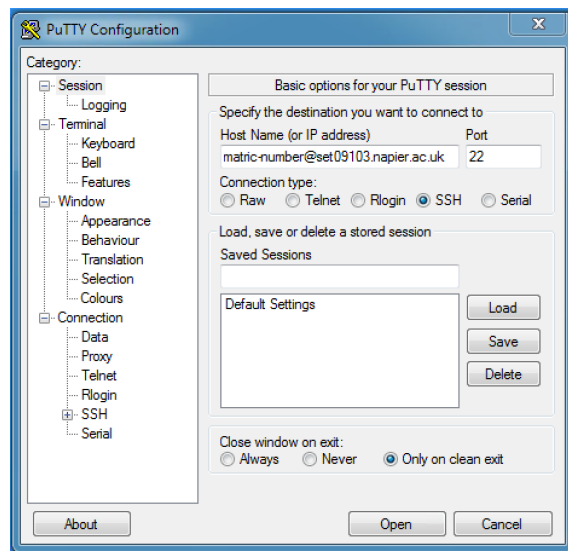 PuTTY Configuration
x
Category:
Session
Logging
Terminal
Keyboard
Bell
Features
Window
Appearance
Behaviour
Translation
Selection
Colours
Connection
Data
Proxy
Telnet
Rlogin
SSH
Serial
Basic options for your PuTTY session
Specify the destination you want to connect to
Host Name (or IP address) Port
matric-number@set09103.napier.ac.uk 22
Connection type:
Raw Telnet Rlogin SSH Serial
Load, save or delete a stored session
Saved Sessions
Default Settings
Load
Save
Delete
Close window on exit:
Always Never Only on clean exit
About Open Cancel